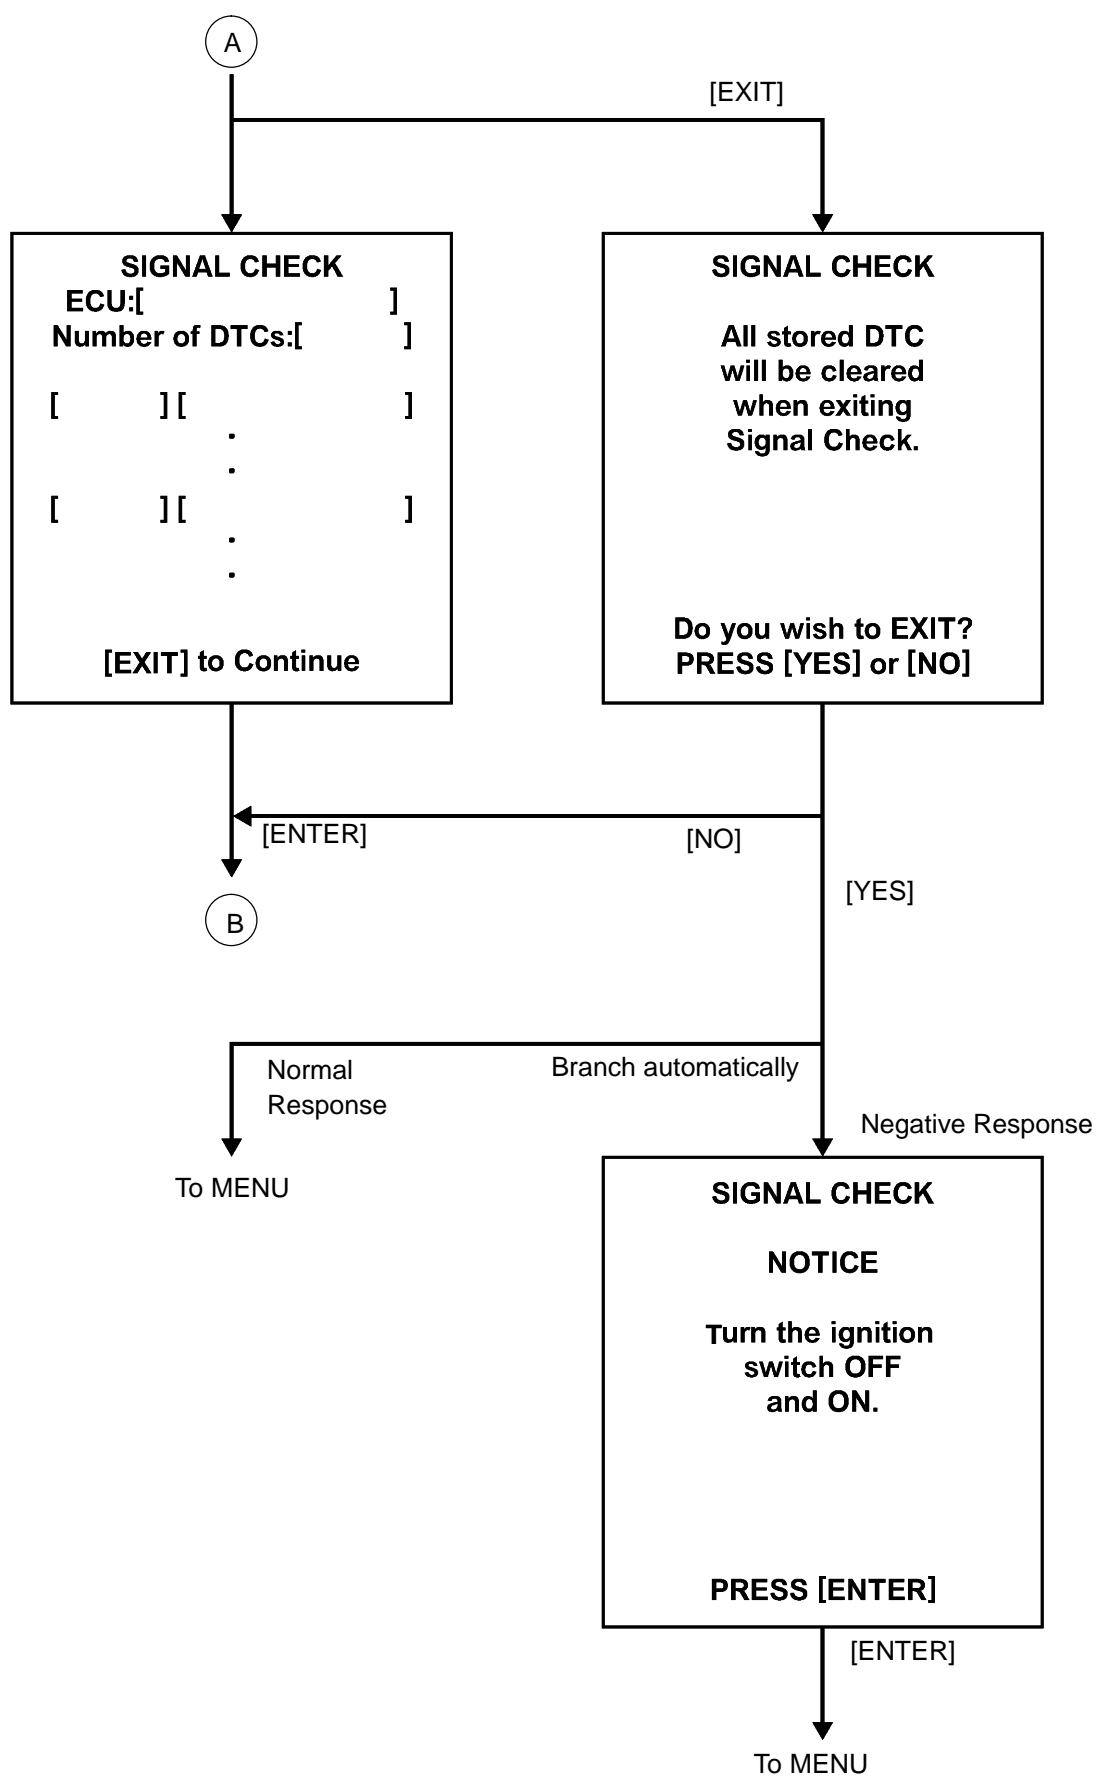 A
[EXIT]
SIGNAL CHECK
ECU:[ ]
Number of DTCs:[ ]
[ ] [ ]
.
.
[ ] [ ]
.
.
[EXIT] to Continue
SIGNAL CHECK
All stored DTC
will be cleared
when exiting
Signal Check.
Do you wish to EXIT?
PRESS [YES] or [NO]
[ENTER]
[NO]
B
[YES]
Normal
Response
Branch automatically
Negative Response
To MENU
SIGNAL CHECK
NOTICE
Turn the ignition
switch OFF
and ON.
PRESS [ENTER]
[ENTER]
To MENU